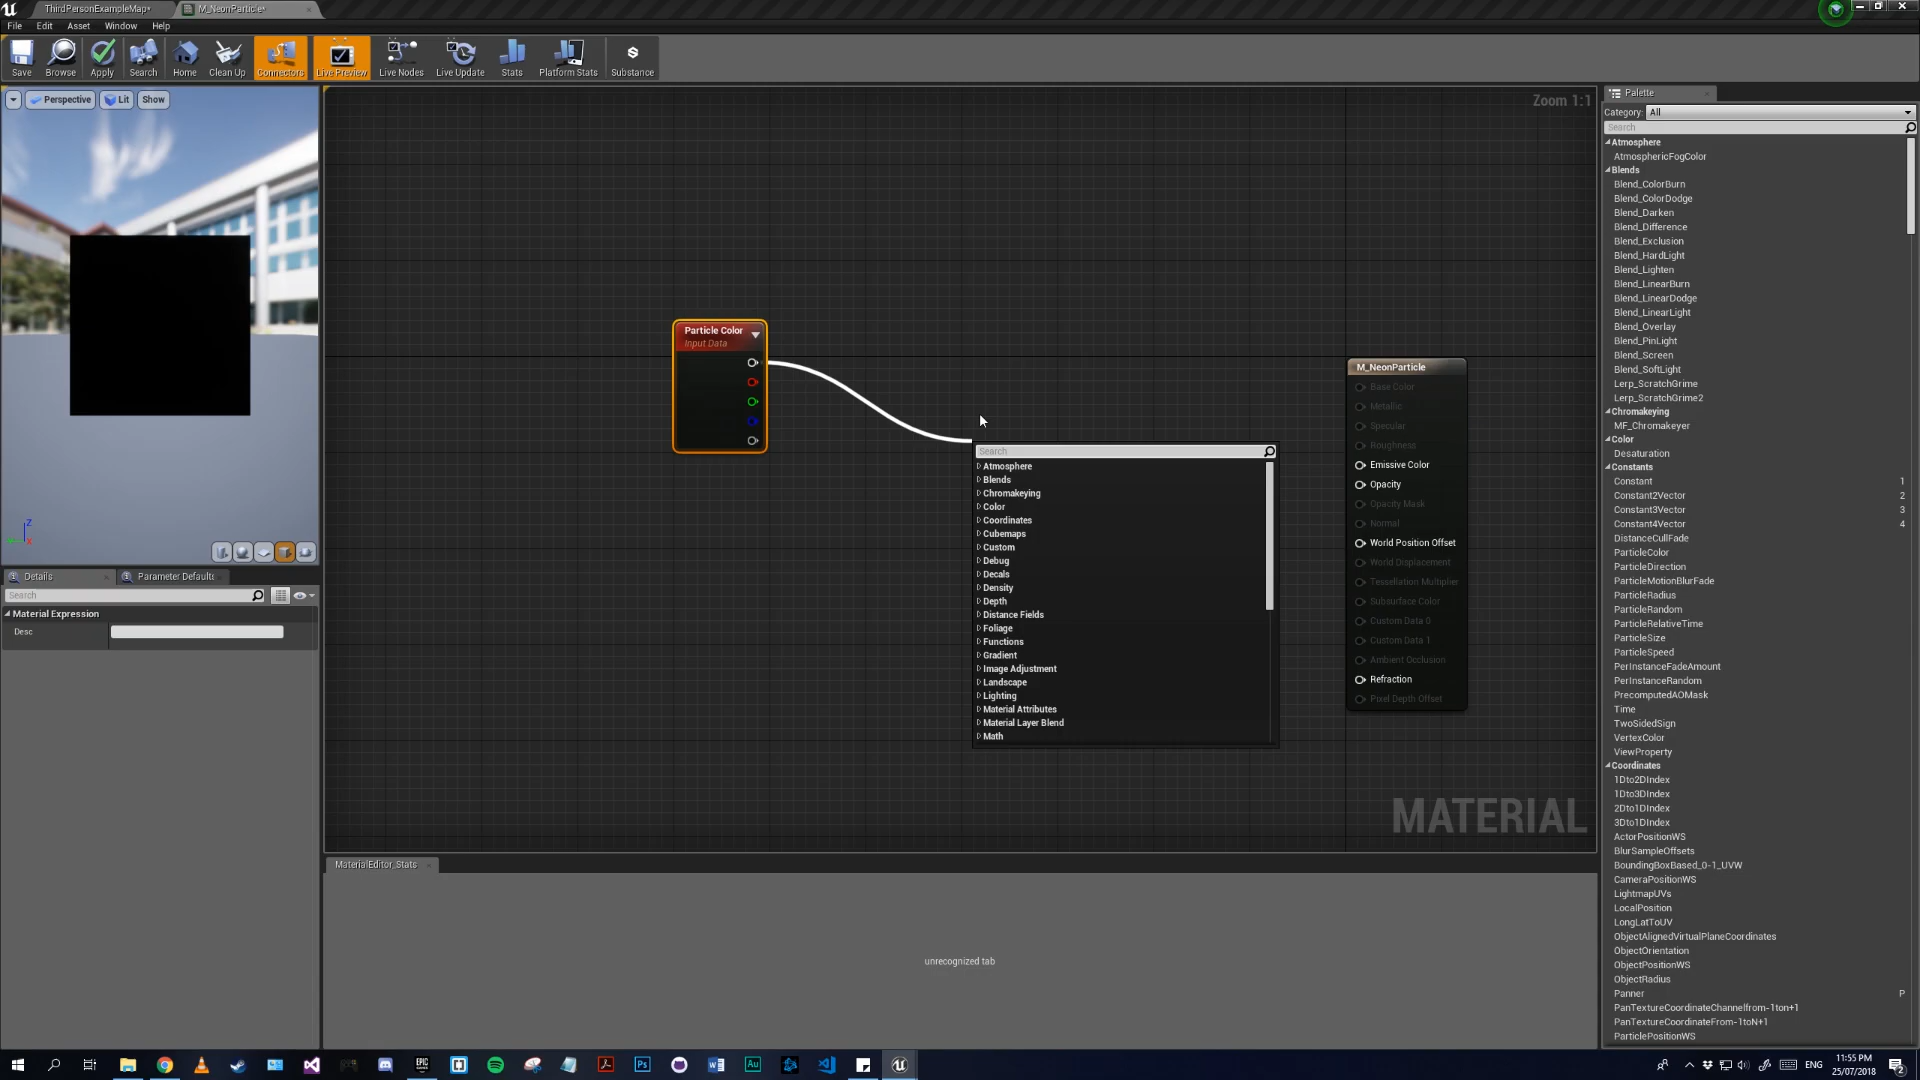 ThirdPersonExampleMap*
M_NeonParticle*
File Edit Asset Window Help
Save Browse Apply Search Home Clean Up Connectors Live Preview Live Nodes Live Update Stats Platform Stats Substance
Perspective Lit Show
Z
X
Details
Parameter Defaults
Search
Material Expression
Desc
Zoom 1:1
Particle Color
Input Data
Search
Atmosphere
Blends
Chromakeying
Color
Coordinates
Cubemaps
Custom
Debug
Decals
Density
Depth
Distance Fields
Foliage
Functions
Gradient
Image Adjustment
Landscape
Lighting
Material Attributes
Material Layer Blend
Math
M_NeonParticle
Base Color
Metallic
Specular
Roughness
Emissive Color
Opacity
Opacity Mask
Normal
World Position Offset
World Displacement
Tessellation Multiplier
Subsurface Color
Custom Data 0
Custom Data 1
Ambient Occlusion
Refraction
Pixel Depth Offset
MATERIAL
MaterialEditor_Stats
unrecognized tab
Palette
Category: All
Search
Atmosphere
AtmosphericFogColor
Blends
Blend_ColorBurn
Blend_ColorDodge
Blend_Darken
Blend_Difference
Blend_Exclusion
Blend_HardLight
Blend_Lighten
Blend_LinearBurn
Blend_LinearDodge
Blend_LinearLight
Blend_Overlay
Blend_PinLight
Blend_Screen
Blend_SoftLight
Lerp_ScratchGrime
Lerp_ScratchGrime2
Chromakeying
MF_Chromakeyer
Color
Desaturation
Constants
Constant 1
Constant2Vector 2
Constant3Vector 3
Constant4Vector 4
DistanceCullFade
ParticleColor
ParticleDirection
ParticleMotionBlurFade
ParticleRadius
ParticleRandom
ParticleRelativeTime
ParticleSize
ParticleSpeed
PerInstanceFadeAmount
PerInstanceRandom
PrecomputedAOMask
Time
TwoSidedSign
VertexColor
ViewProperty
Coordinates
1Dto2DIndex
1Dto3DIndex
2Dto1DIndex
3Dto1DIndex
ActorPositionWS
BlurSampleOffsets
BoundingBoxBased_0-1_UVW
CameraPositionWS
LightmapUVs
LocalPosition
LongLatToUV
ObjectAlignedVirtualPlaneCoordinates
ObjectOrientation
ObjectPositionWS
ObjectRadius
Panner P
PanTextureCoordinateChannelfrom-1ton+1
PanTextureCoordinateFrom-1toN+1
ParticlePositionWS
EPIC
Ps
Au
ENG
11:55 PM
25/07/2018
2